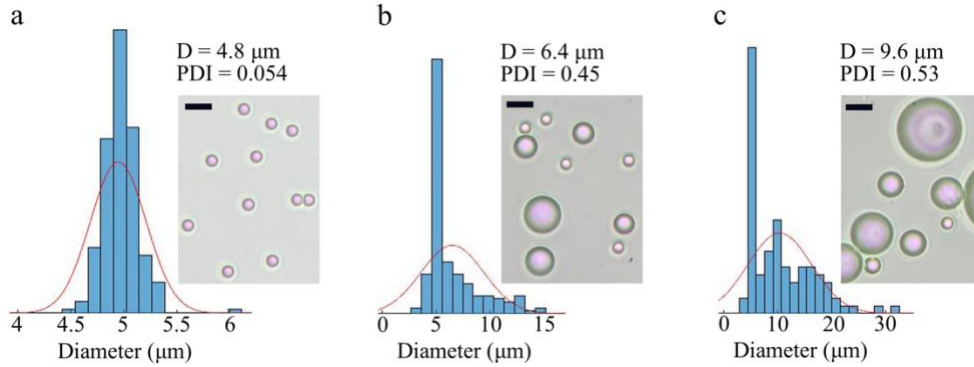 a
D = 4.8 μm
PDI = 0.054
4 4.5 5 5.5 6
Diameter (μm)
b
D = 6.4 μm
PDI = 0.45
0 5 10 15
Diameter (μm)
c
D = 9.6 μm
PDI = 0.53
0 10 20 30
Diameter (μm)